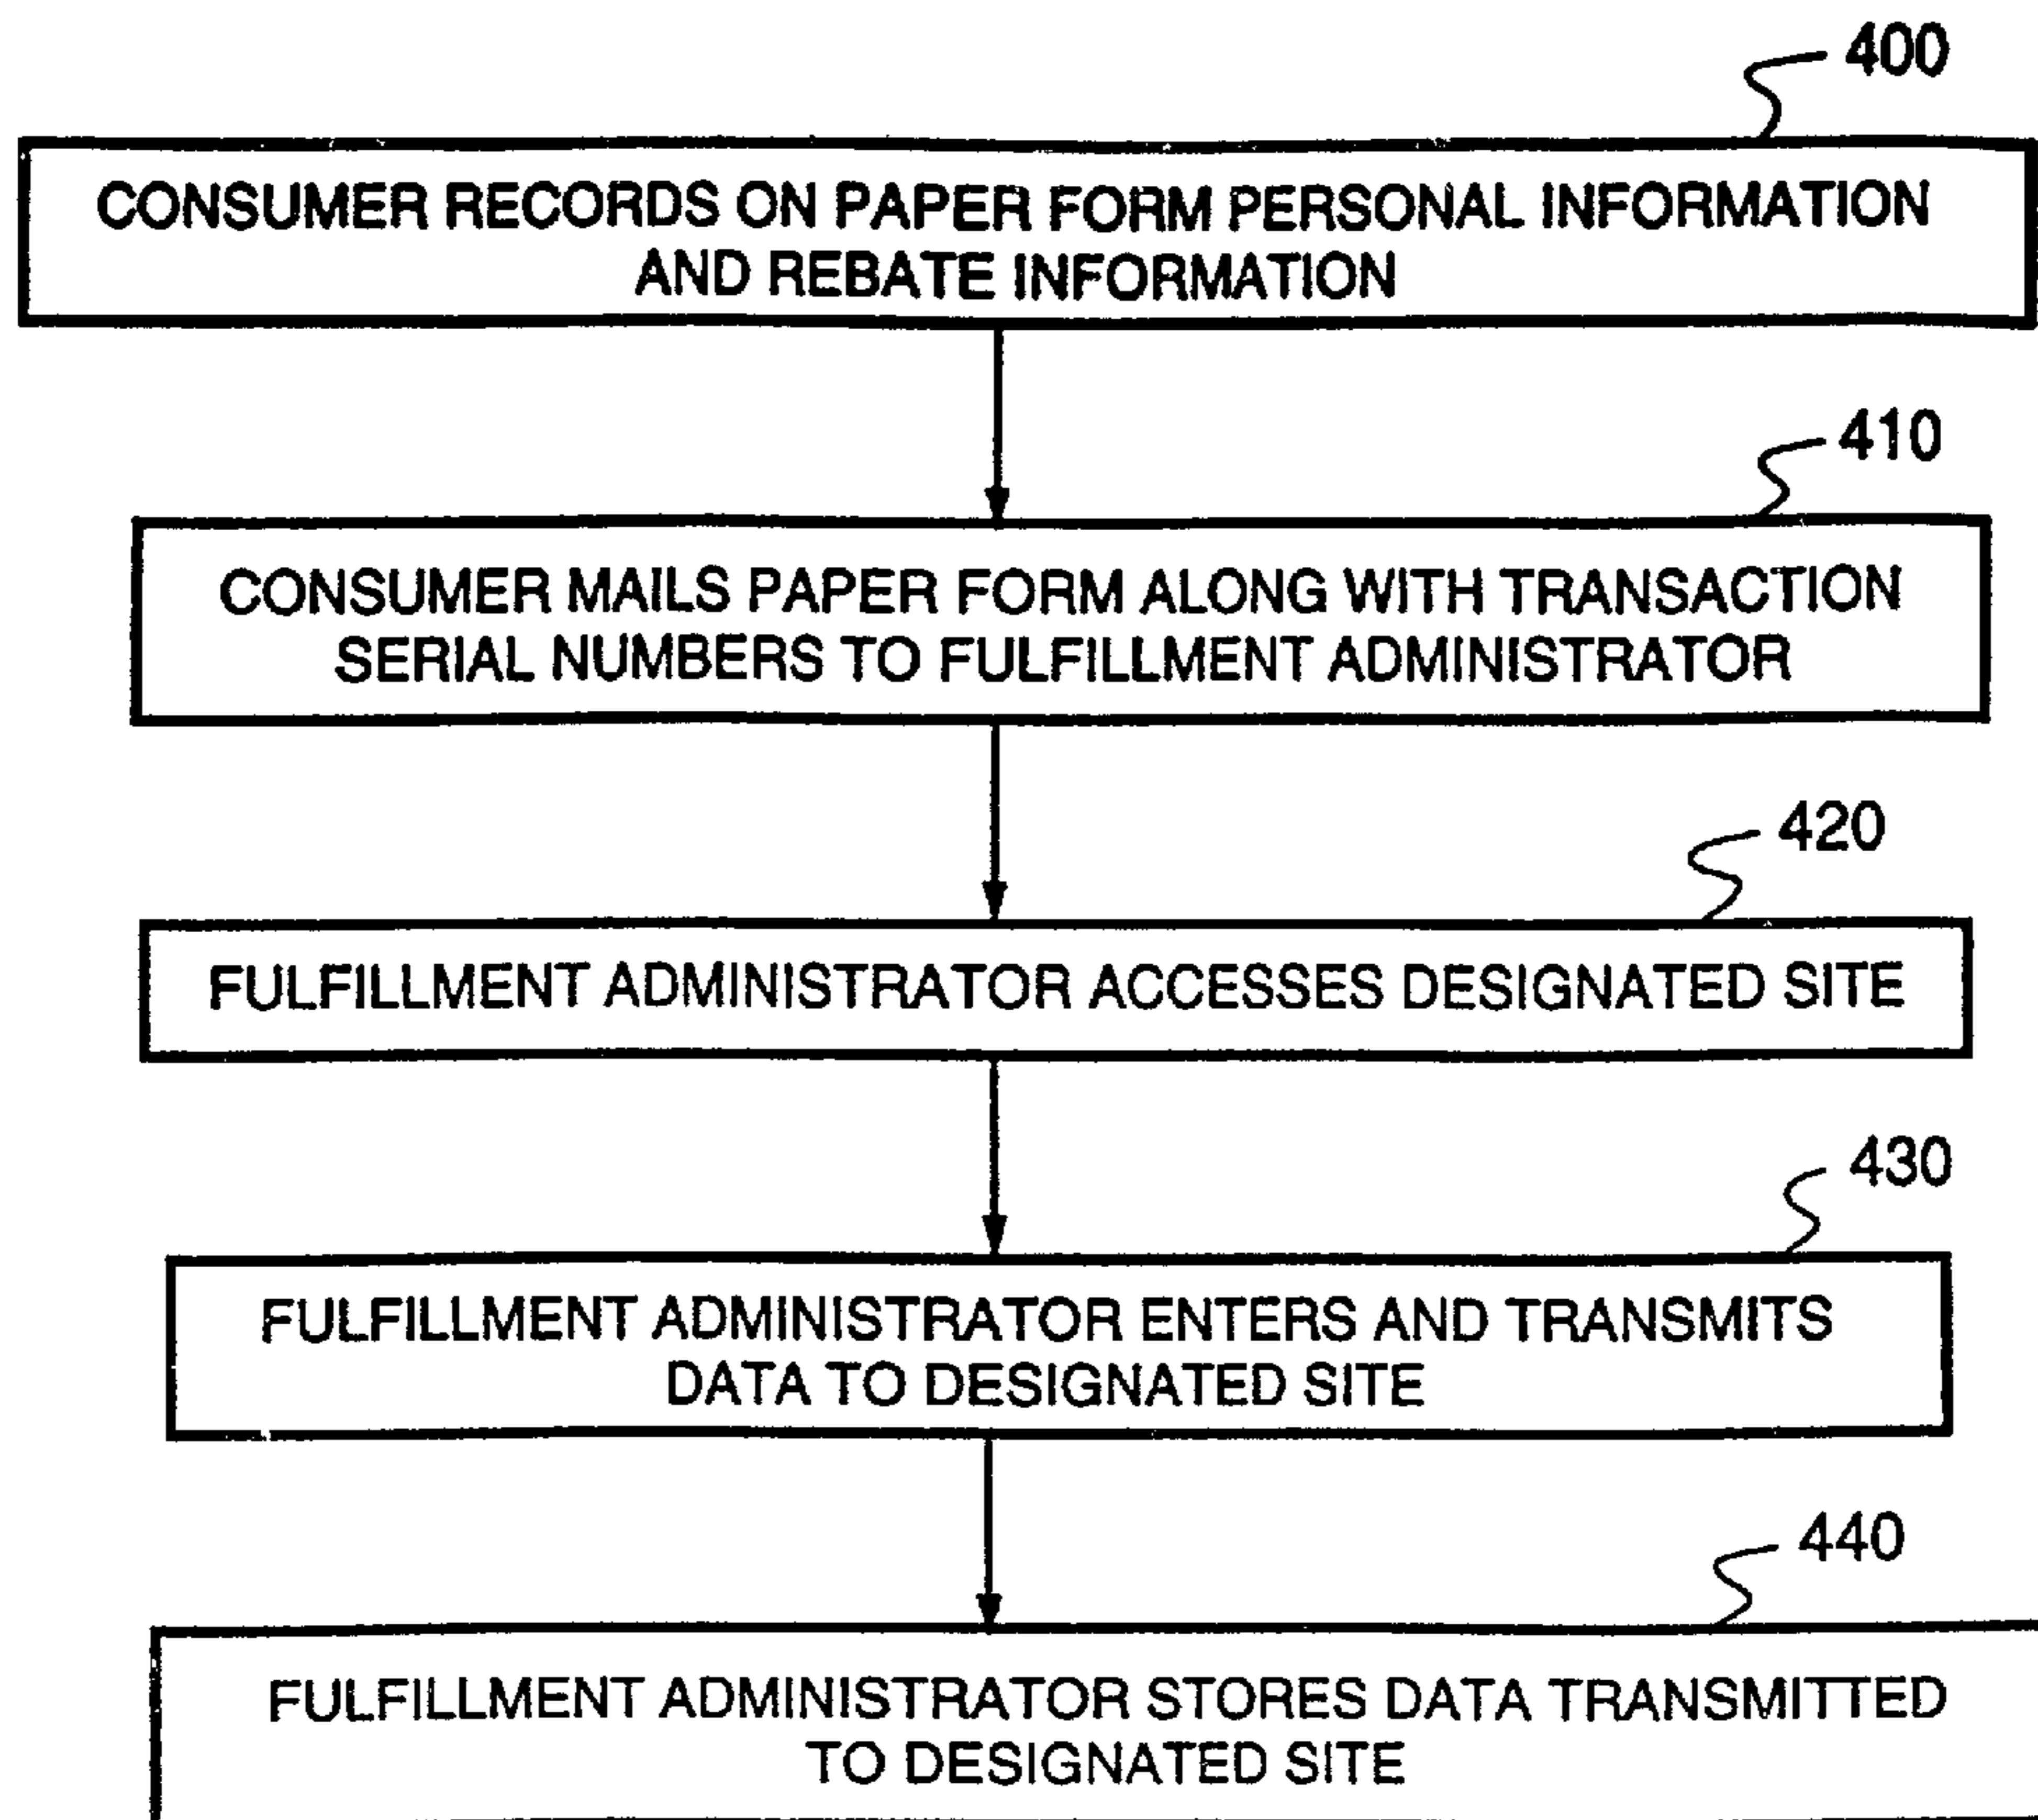 400
CONSUMER RECORDS ON PAPER FORM PERSONAL INFORMATION
AND REBATE INFORMATION
410
CONSUMER MAILS PAPER FORM ALONG WITH TRANSACTION
SERIAL NUMBERS TO FULFILLMENT ADMINISTRATOR
420
FULFILLMENT ADMINISTRATOR ACCESSES DESIGNATED SITE
430
FULFILLMENT ADMINISTRATOR ENTERS AND TRANSMITS
DATA TO DESIGNATED SITE
440
FULFILLMENT ADMINISTRATOR STORES DATA TRANSMITTED
TO DESIGNATED SITE